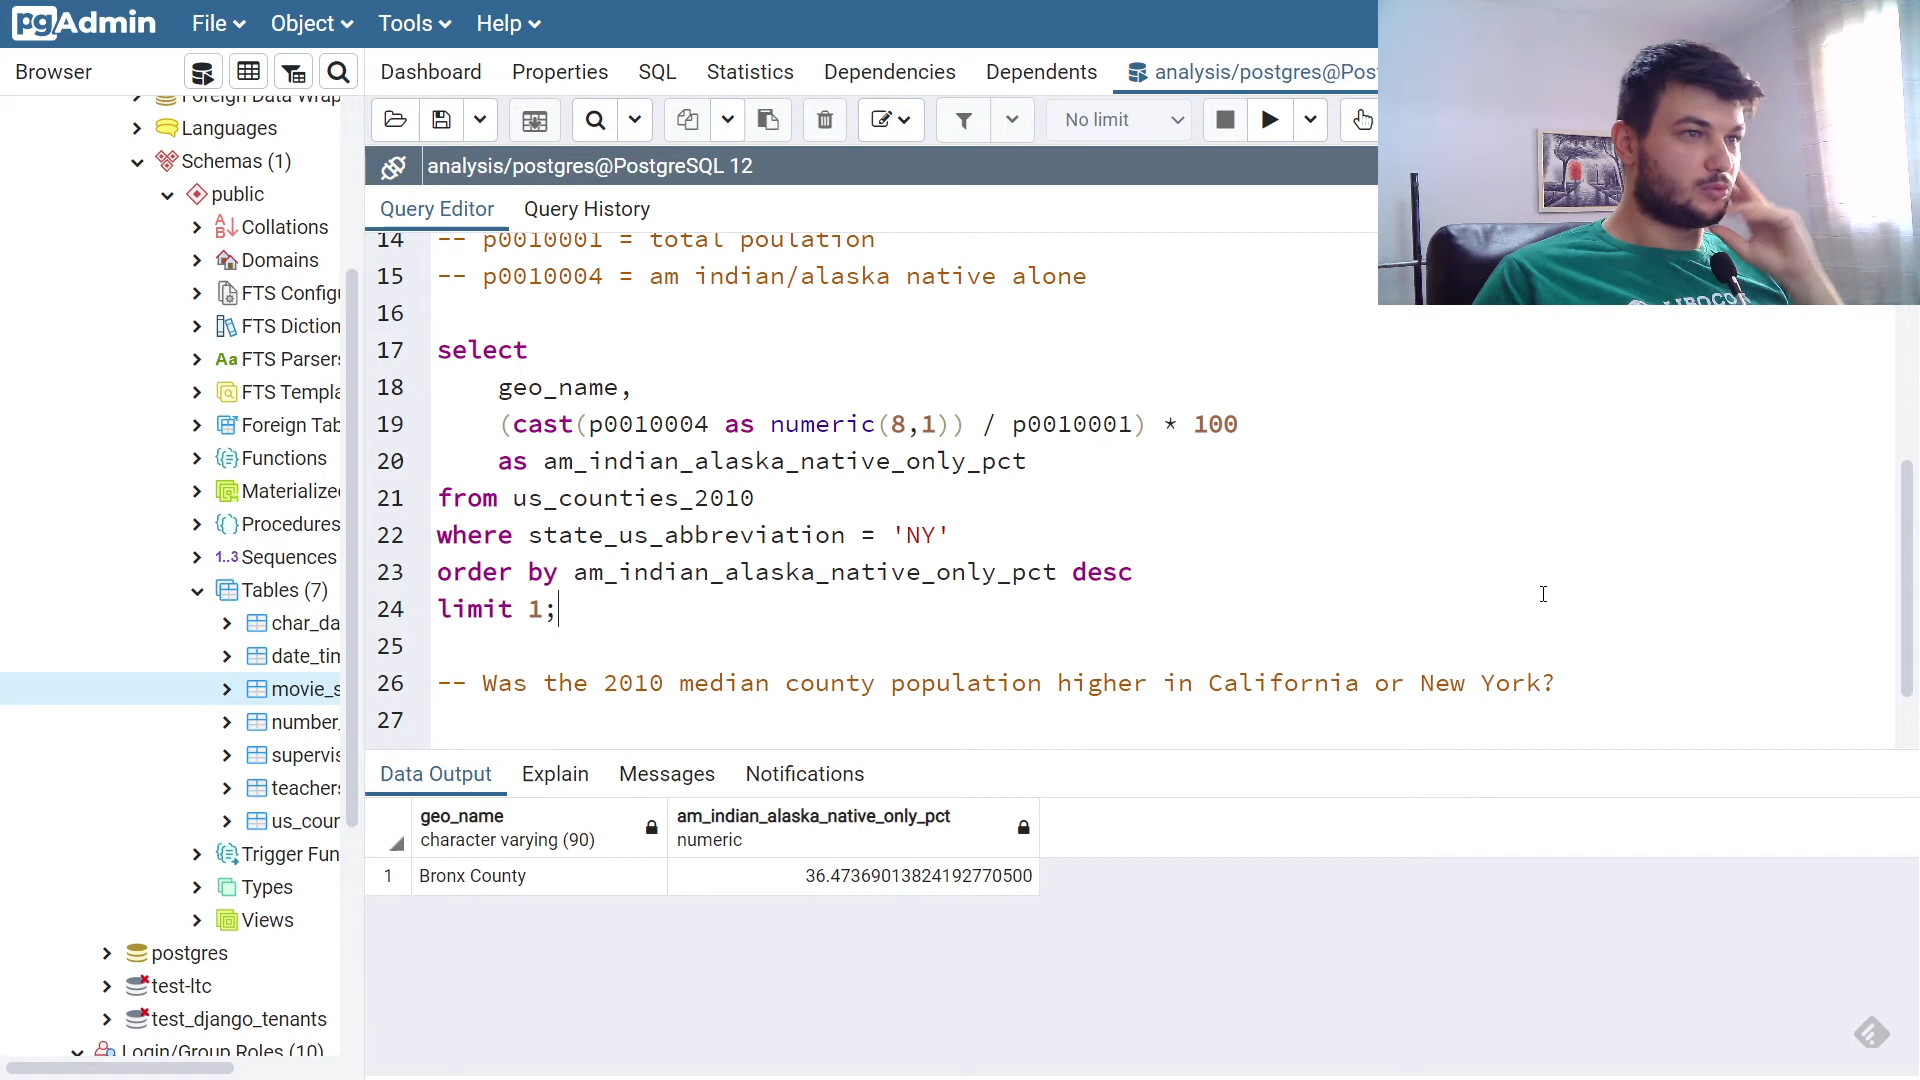 pgAdmin File Object Tools Help
Browser
Dashboard Properties SQL Statistics Dependencies Dependents analysis/postgres@Pos
No limit
analysis/postgres@PostgreSQL 12
Query Editor Query History
Foreign Data Wrap
Languages
Schemas (1)
public
Collations
Domains
FTS Config
FTS Diction
Aa FTS Parsers
FTS Templa
Foreign Tab
Functions
Materialize
Procedures
1..3 Sequences
Tables (7)
char_da
date_tim
movie_s
number_
supervis
teachers
us_coun
Trigger Fun
Types
Views
postgres
test-ltc
test_django_tenants
Login/Group Roles (10)
14 -- p0010001 = total poulation
15 -- p0010004 = am indian/alaska native alone
16
17 select
18 geo_name,
19 (cast(p0010004 as numeric(8,1)) / p0010001) * 100
20 as am_indian_alaska_native_only_pct
21 from us_counties_2010
22 where state_us_abbreviation = 'NY'
23 order by am_indian_alaska_native_only_pct desc
24 limit 1;
25
26 -- Was the 2010 median county population higher in California or New York?
27
Data Output Explain Messages Notifications
geo_name am_indian_alaska_native_only_pct
character varying (90) numeric
1 Bronx County 36.47369013824192770500